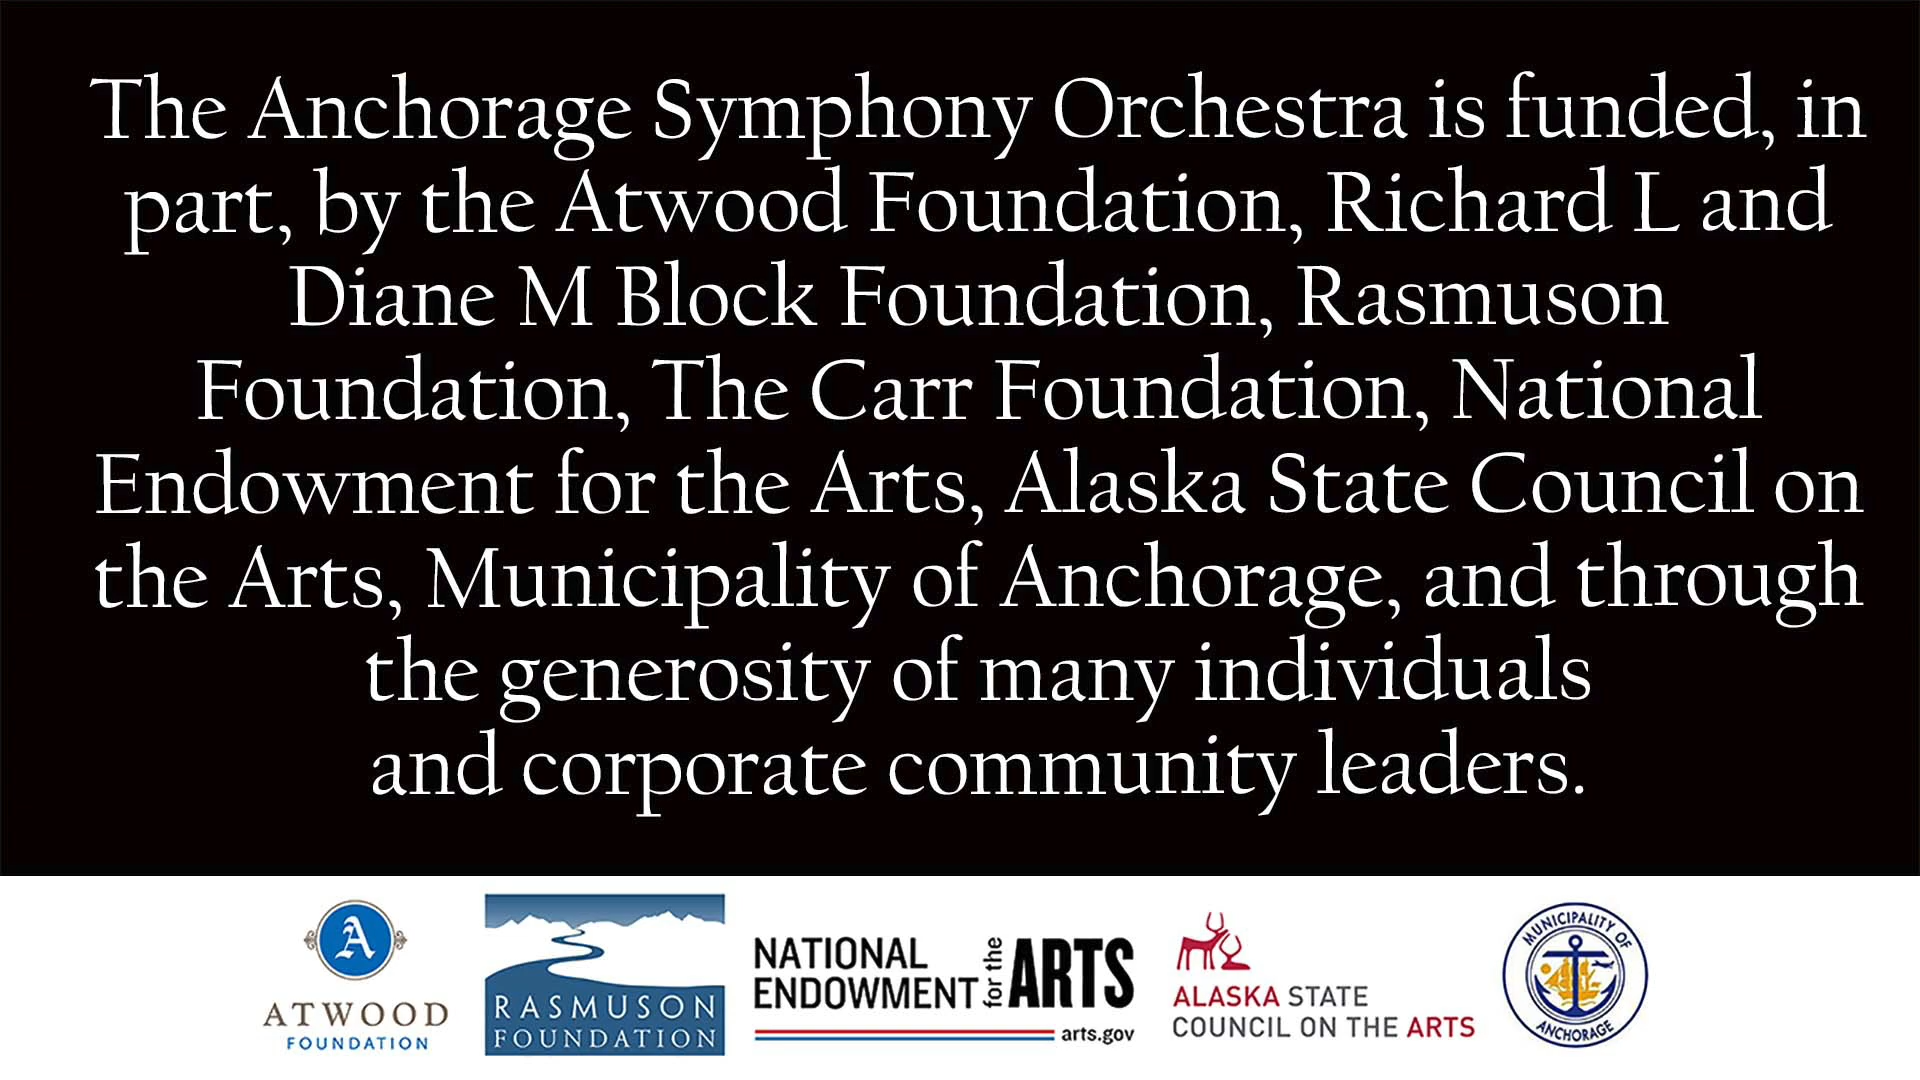 The Anchorage Symphony Orchestra is funded, in
part, by the Atwood Foundation, Richard L and
Diane M Block Foundation, Rasmuson
Foundation, The Carr Foundation, National
Endowment for the Arts, Alaska State Council on
the Arts, Municipality of Anchorage, and through
the generosity of many individuals
and corporate community leaders.
A
ATWOOD
FOUNDATION
RASMUSON
FOUNDATION
NATIONAL
ENDOWMENT
for the
ARTS
arts.gov
ALASKA STATE
COUNCIL ON THE ARTS
MUNICIPALITY OF
ANCHORAGE